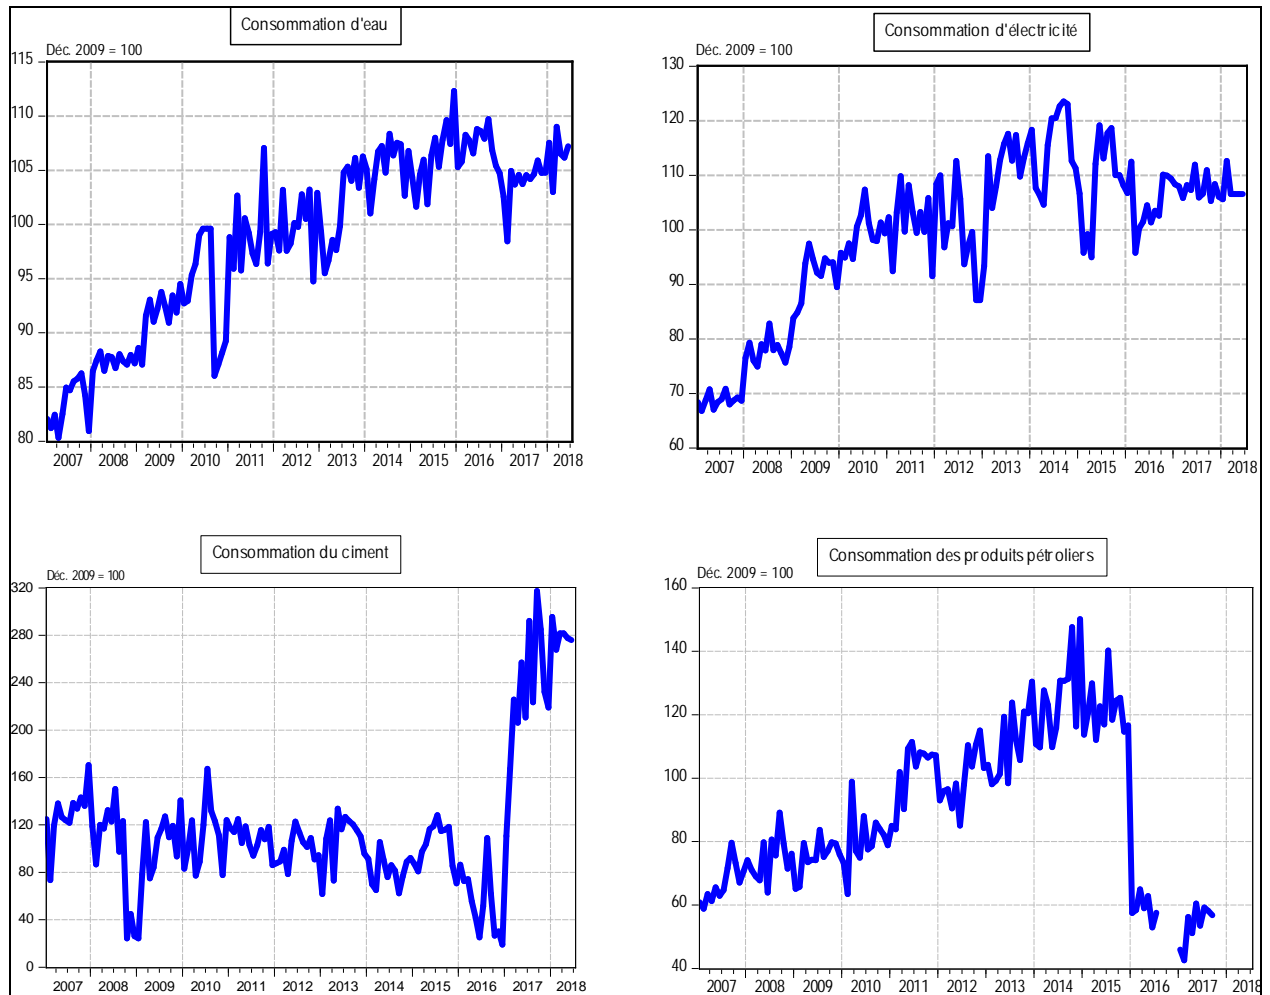 Consommation d'eau
Déc. 2009 = 100
115
110
105
100
95
90
85
80
2007 2008 2009 2010 2011 2012 2013 2014 2015 2016 2017 2018
Consommation d'électricité
Déc. 2009 = 100
130
120
110
100
90
80
70
60
2007 2008 2009 2010 2011 2012 2013 2014 2015 2016 2017 2018
Consommation du ciment
Déc. 2009 = 100
320
280
240
200
160
120
80
40
0
2007 2008 2009 2010 2011 2012 2013 2014 2015 2016 2017 2018
Consommation des produits pétroliers
Déc. 2009 = 100
160
140
120
100
80
60
40
2007 2008 2009 2010 2011 2012 2013 2014 2015 2016 2017 2018